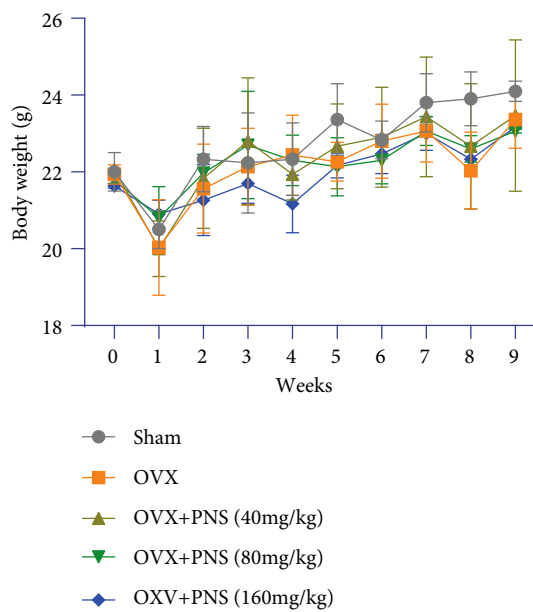 26
24
22
20
18
Body weight (g)
0 1 2 3 4 5 6 7 8 9
Weeks
Sham
OVX
OVX+PNS (40mg/kg)
OVX+PNS (80mg/kg)
OXV+PNS (160mg/kg)